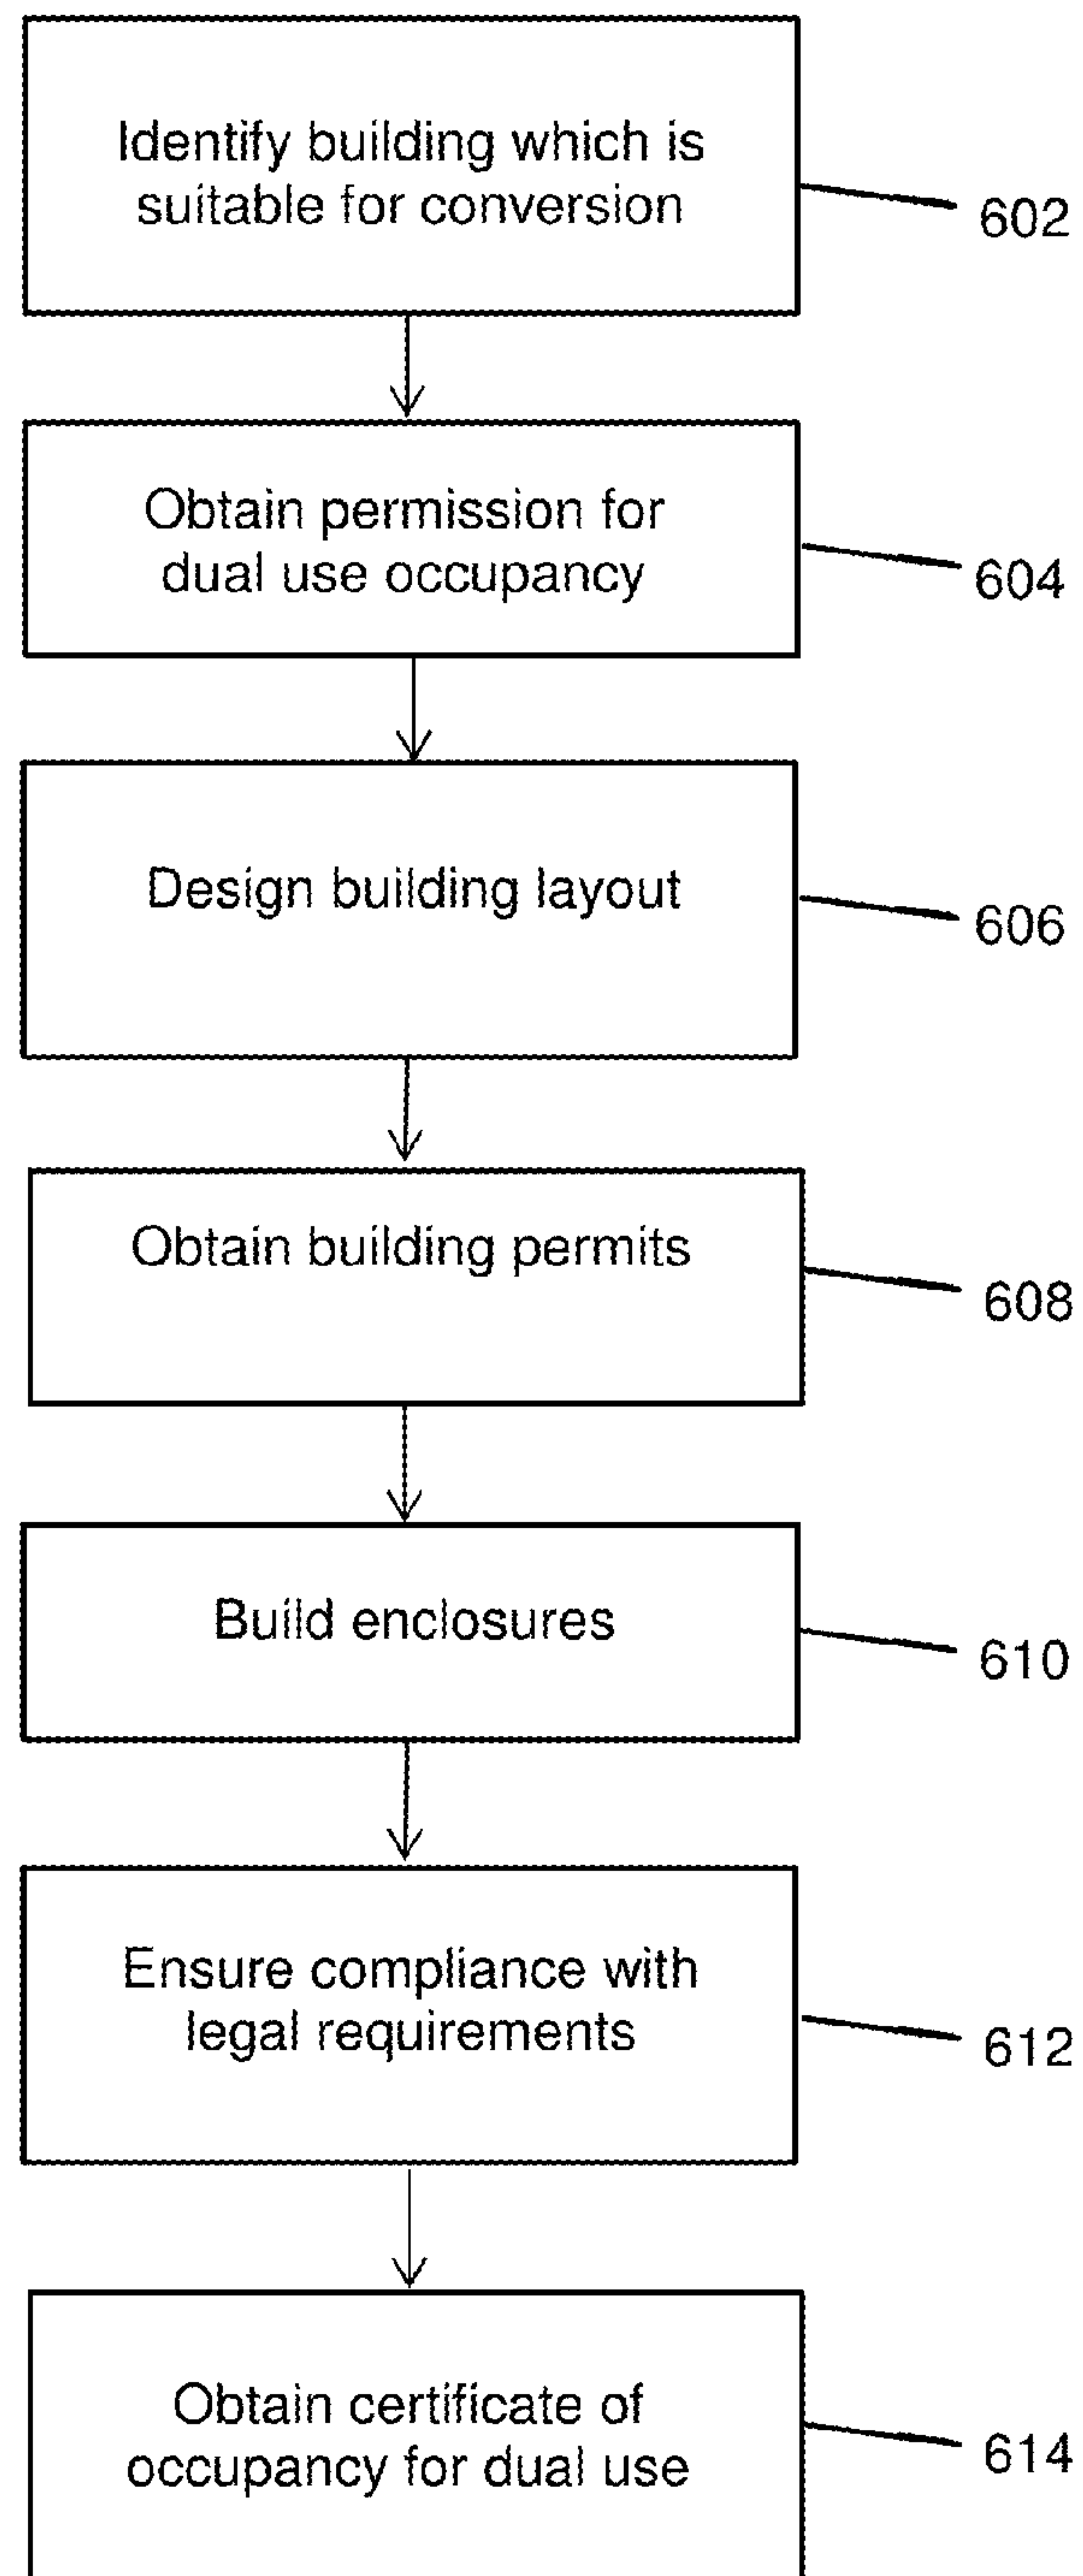 Identify building which is
suitable for conversion
602
Obtain permission for
dual use occupancy
604
Design building layout
606
Obtain building permits
608
Build enclosures
610
Ensure compliance with
legal requirements
612
Obtain certificate of
occupancy for dual use
614